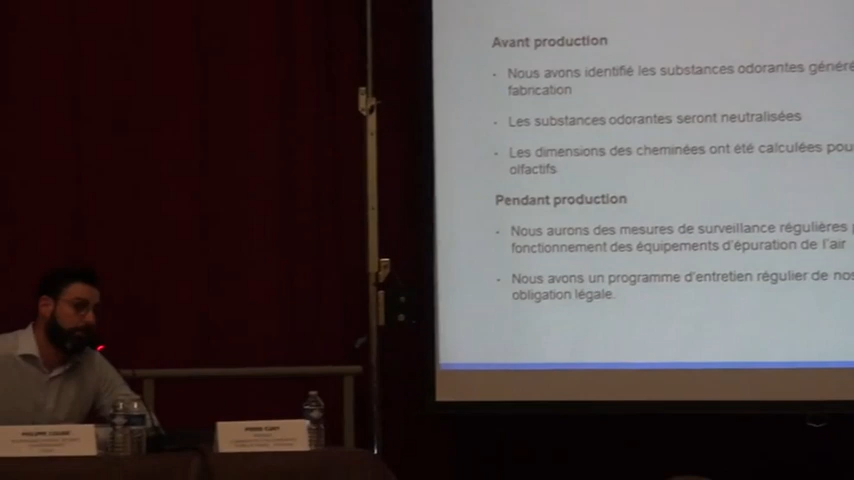 Avant production
- Nous avons identifié les substances odorantes généré
fabrication
- Les substances odorantes seront neutralisées
- Les dimensions des cheminées ont été calculées pou
olfactifs
Pendant production
- Nous aurons des mesures de surveillance régulières
fonctionnement des équipements d'épuration de l'air
- Nous avons un programme d'entretien régulier de nos
obligation légale.
PHILIPPE
PIERRE